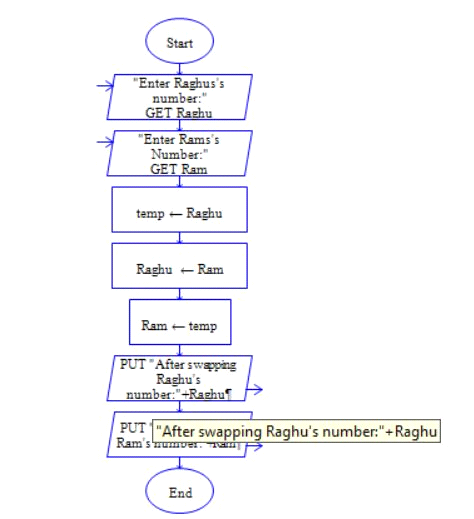 Start
"Enter Raghus's
number:"
GET Raghu
"Enter Rams's
Number:"
GET Ram
temp ← Raghu
Raghu ← Ram
Ram ← temp
PUT "After swapping
Raghu's
number:"+Raghu¶
PUT "
"After swapping Raghu's number:"+Raghu
Ram's number:
End